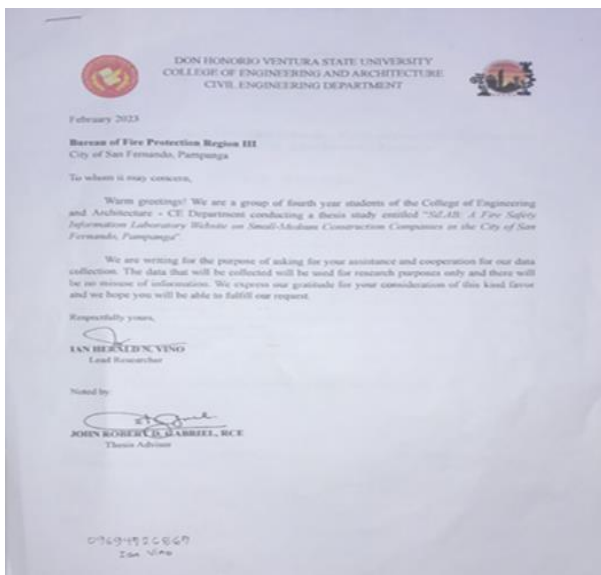 DON HONORIO VENTURA STATE UNIVERSITY
COLLEGE OF ENGINEERING AND ARCHITECTURE
CIVIL ENGINEERING DEPARTMENT
February 2023
Bureau of Fire Protection Region III
City of San Fernando, Pampanga
To whom it may concern,
Warm greetings! We are a group of fourth year students of the College of Engineering
and Architecture - CE Department conducting a thesis study entitled "SiLAB: A Fire Safety
Information Laboratory Website on Small-Medium Construction Companies in the City of San
Fernando, Pampanga".
We are writing for the purpose of asking for your assistance and cooperation for our data
collection. The data that will be collected will be used for research purposes only and there will
be no misuse of information. We express our gratitude for your consideration of this kind favor
and we hope you will be able to fulfill our request.
Respectfully yours,
IAN HERALD N. VINO
Lead Researcher
Noted by:
JOHN ROBERT D. GABRIEL, RCE
Thesis Adviser
Ian Vino